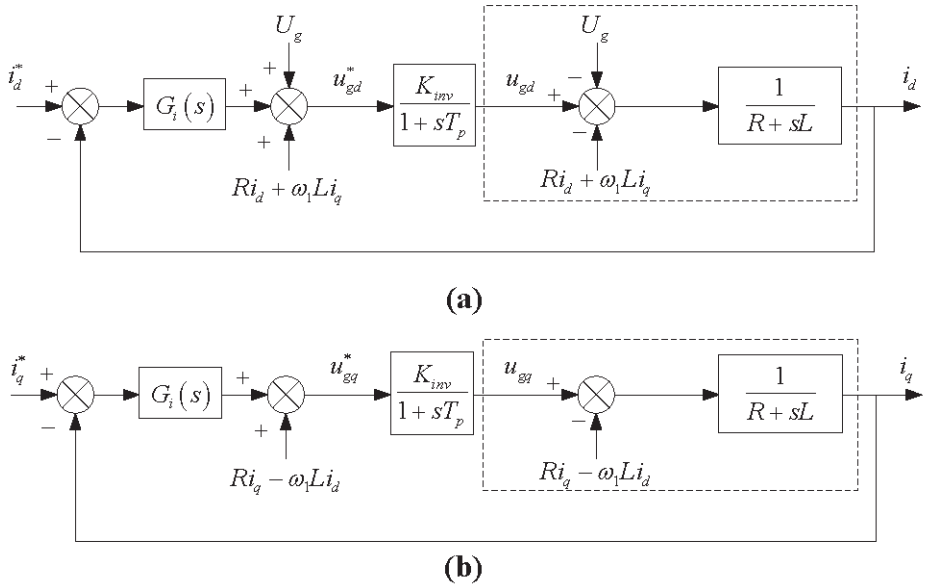 U_g U_g
i_d^* + − + + + G_i(s) u_gd^* K_inv / 1 + sT_p u_gd − + − 1 / R + sL i_d
Ri_d + ω_1Li_q Ri_d + ω_1Li_q
(a)
i_q^* + − G_i(s) + + u_gq^* K_inv / 1 + sT_p u_gq + − 1 / R + sL i_q
Ri_q − ω_1Li_d Ri_q − ω_1Li_d
(b)